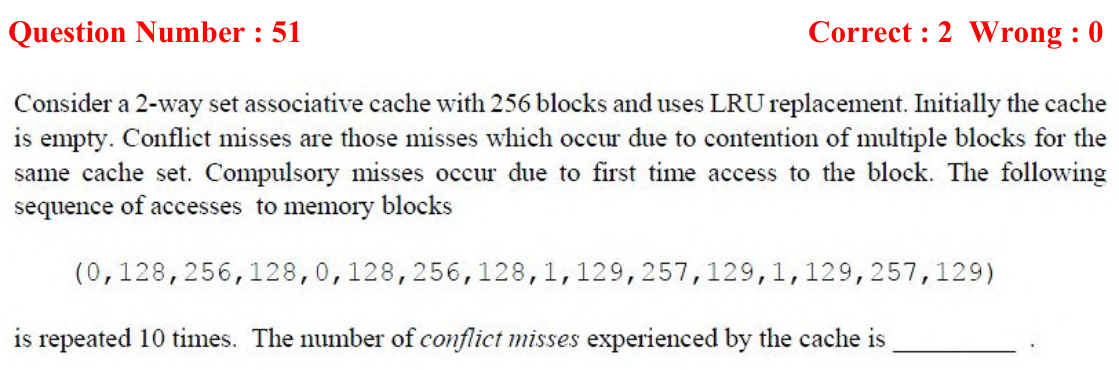 Question Number : 51 Correct : 2 Wrong : 0
Consider a 2-way set associative cache with 256 blocks and uses LRU replacement. Initially the cache
is empty. Conflict misses are those misses which occur due to contention of multiple blocks for the
same cache set. Compulsory misses occur due to first time access to the block. The following
sequence of accesses to memory blocks
(0,128,256,128,0,128,256,128,1,129,257,129,1,129,257,129)
is repeated 10 times. The number of conflict misses experienced by the cache is __________ .